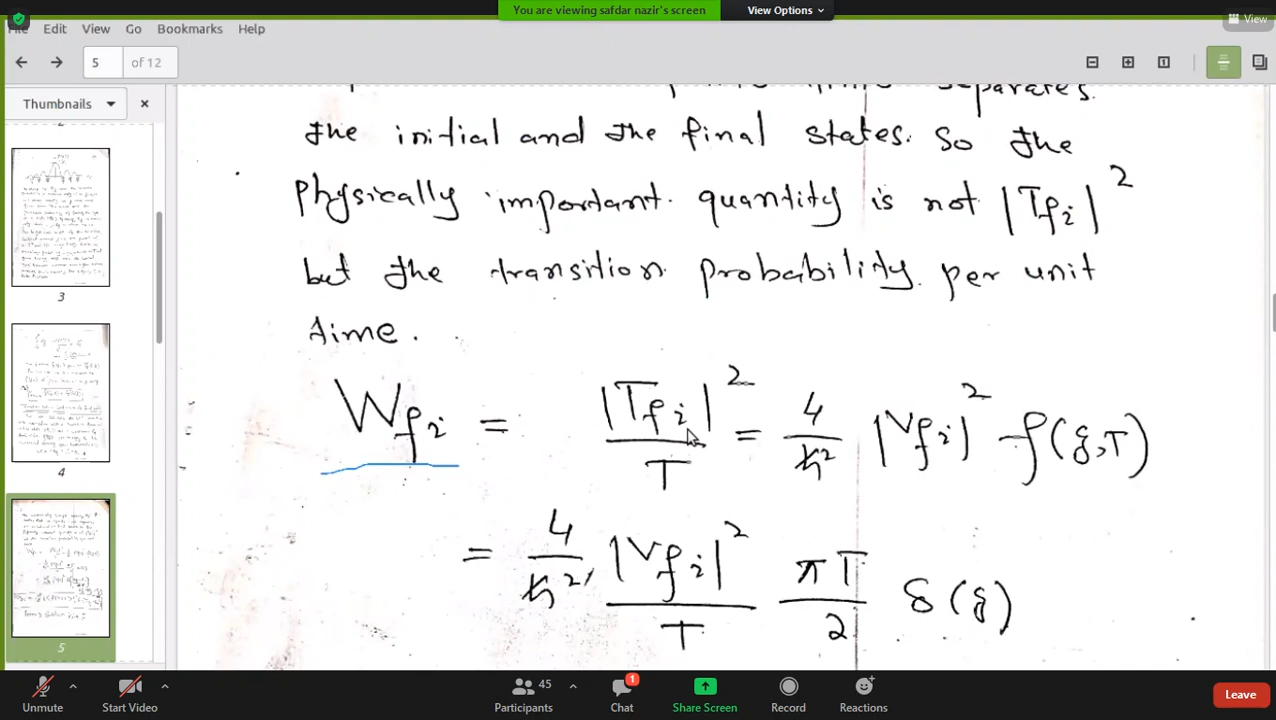 You are viewing safdar nazir's screen
View Options
View
File Edit View Go Bookmarks Help
5 of 12
Thumbnails
3
4
5
separates.
the initial and the final states. So the
physically important quantity is not |Tfi|²
but the transition probability per unit
time.
Wfi = |Tfi|²/T = 4/ħ² |Vfi|² f(ξ,T)
= 4/ħ² |Vfi|²/T πT/2 δ(ξ)
Unmute
Start Video
45
Participants
1
Chat
Share Screen
Record
Reactions
Leave